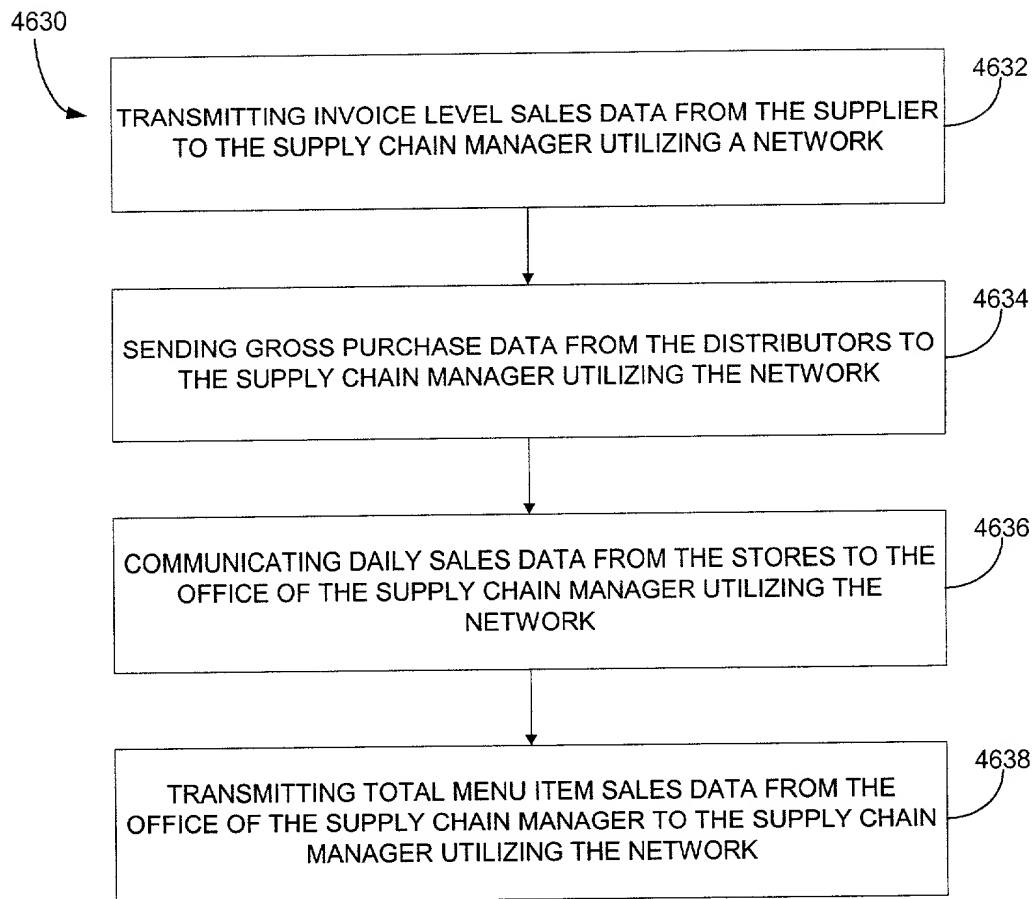 4630
4632
TRANSMITTING INVOICE LEVEL SALES DATA FROM THE SUPPLIER
TO THE SUPPLY CHAIN MANAGER UTILIZING A NETWORK
4634
SENDING GROSS PURCHASE DATA FROM THE DISTRIBUTORS TO
THE SUPPLY CHAIN MANAGER UTILIZING THE NETWORK
4636
COMMUNICATING DAILY SALES DATA FROM THE STORES TO THE
OFFICE OF THE SUPPLY CHAIN MANAGER UTILIZING THE
NETWORK
4638
TRANSMITTING TOTAL MENU ITEM SALES DATA FROM THE
OFFICE OF THE SUPPLY CHAIN MANAGER TO THE SUPPLY CHAIN
MANAGER UTILIZING THE NETWORK